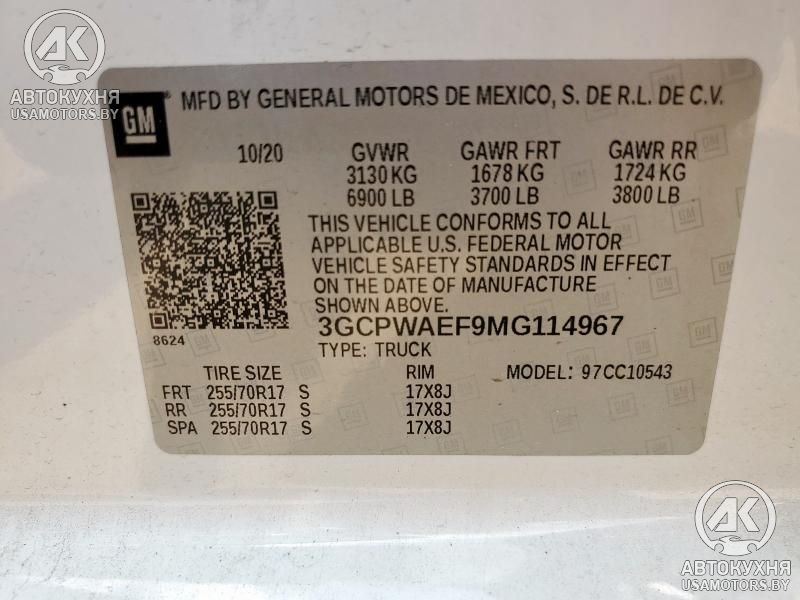 AK
АВТОКУХНЯ
USAMOTORS.BY
GM
MFD BY GENERAL MOTORS DE MEXICO, S. DE R.L. DE C.V.
10/20 GVWR GAWR FRT GAWR RR
3130 KG 1678 KG 1724 KG
6900 LB 3700 LB 3800 LB
THIS VEHICLE CONFORMS TO ALL
APPLICABLE U.S. FEDERAL MOTOR
VEHICLE SAFETY STANDARDS IN EFFECT
ON THE DATE OF MANUFACTURE
SHOWN ABOVE.
8624
3GCPWAEF9MG114967
TYPE: TRUCK
TIRE SIZE RIM MODEL: 97CC10543
FRT 255/70R17 S 17X8J
RR 255/70R17 S 17X8J
SPA 255/70R17 S 17X8J
AK
АВТОКУХНЯ
USAMOTORS.BY